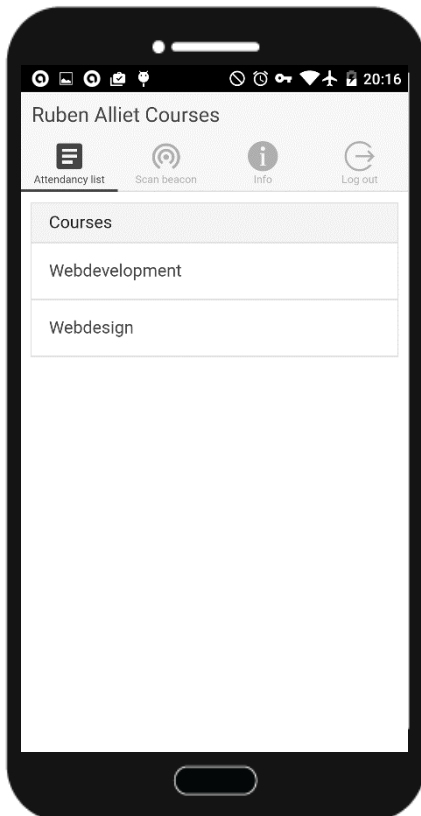 20:16
Ruben Alliet Courses
Attendancy list Scan beacon Info Log out
Courses
Webdevelopment
Webdesign